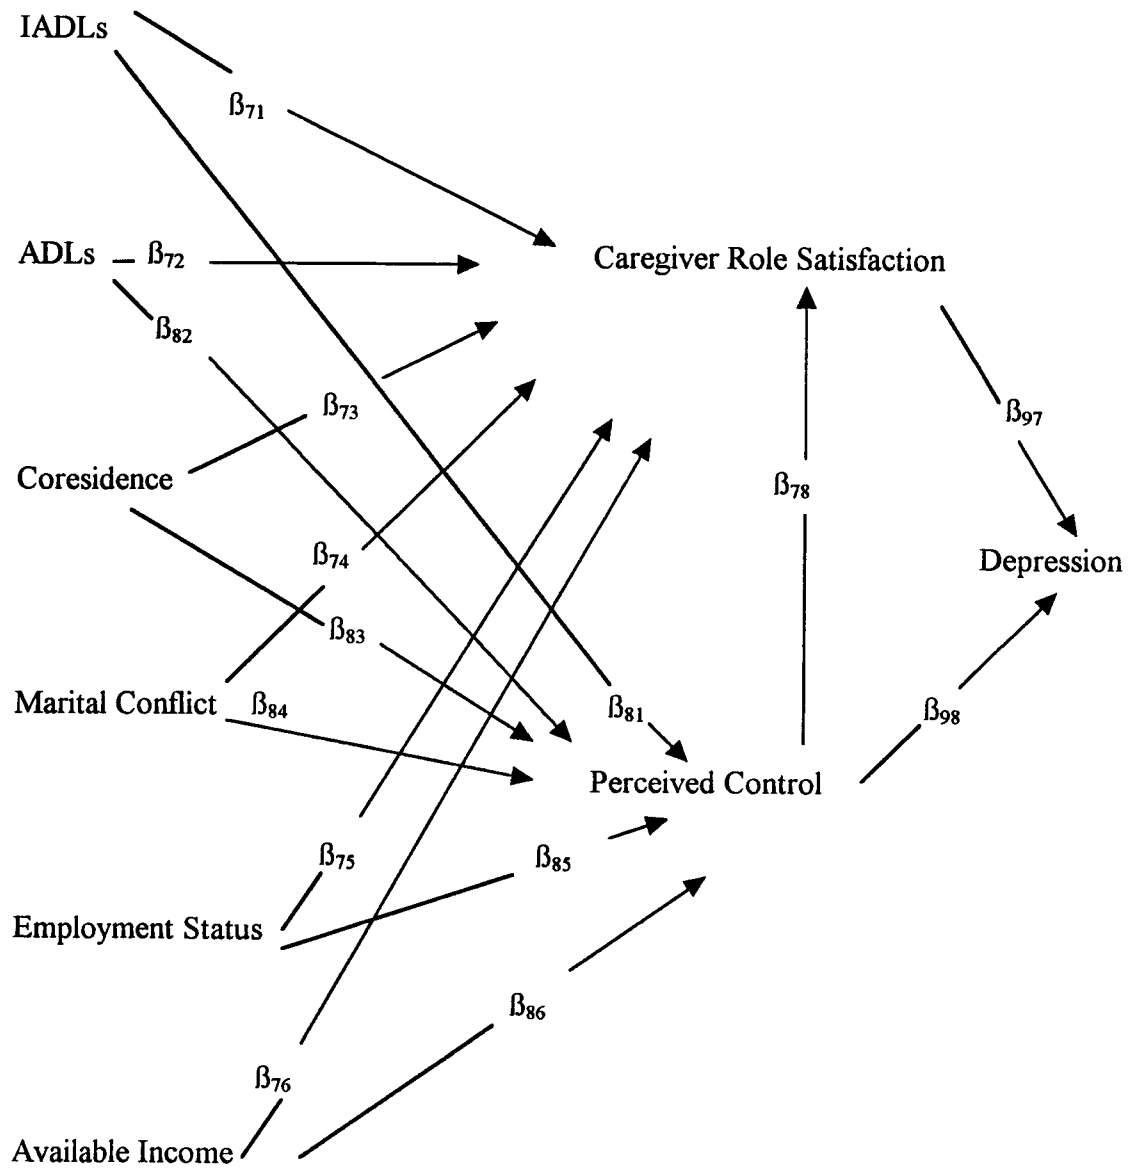 IADLs
ß71
ADLs
ß72
Caregiver Role Satisfaction
ß82
ß73
ß97
Coresidence
ß78
ß74
Depression
ß83
Marital Conflict
ß84
ß81
ß98
Perceived Control
ß75
ß85
Employment Status
ß86
ß76
Available Income